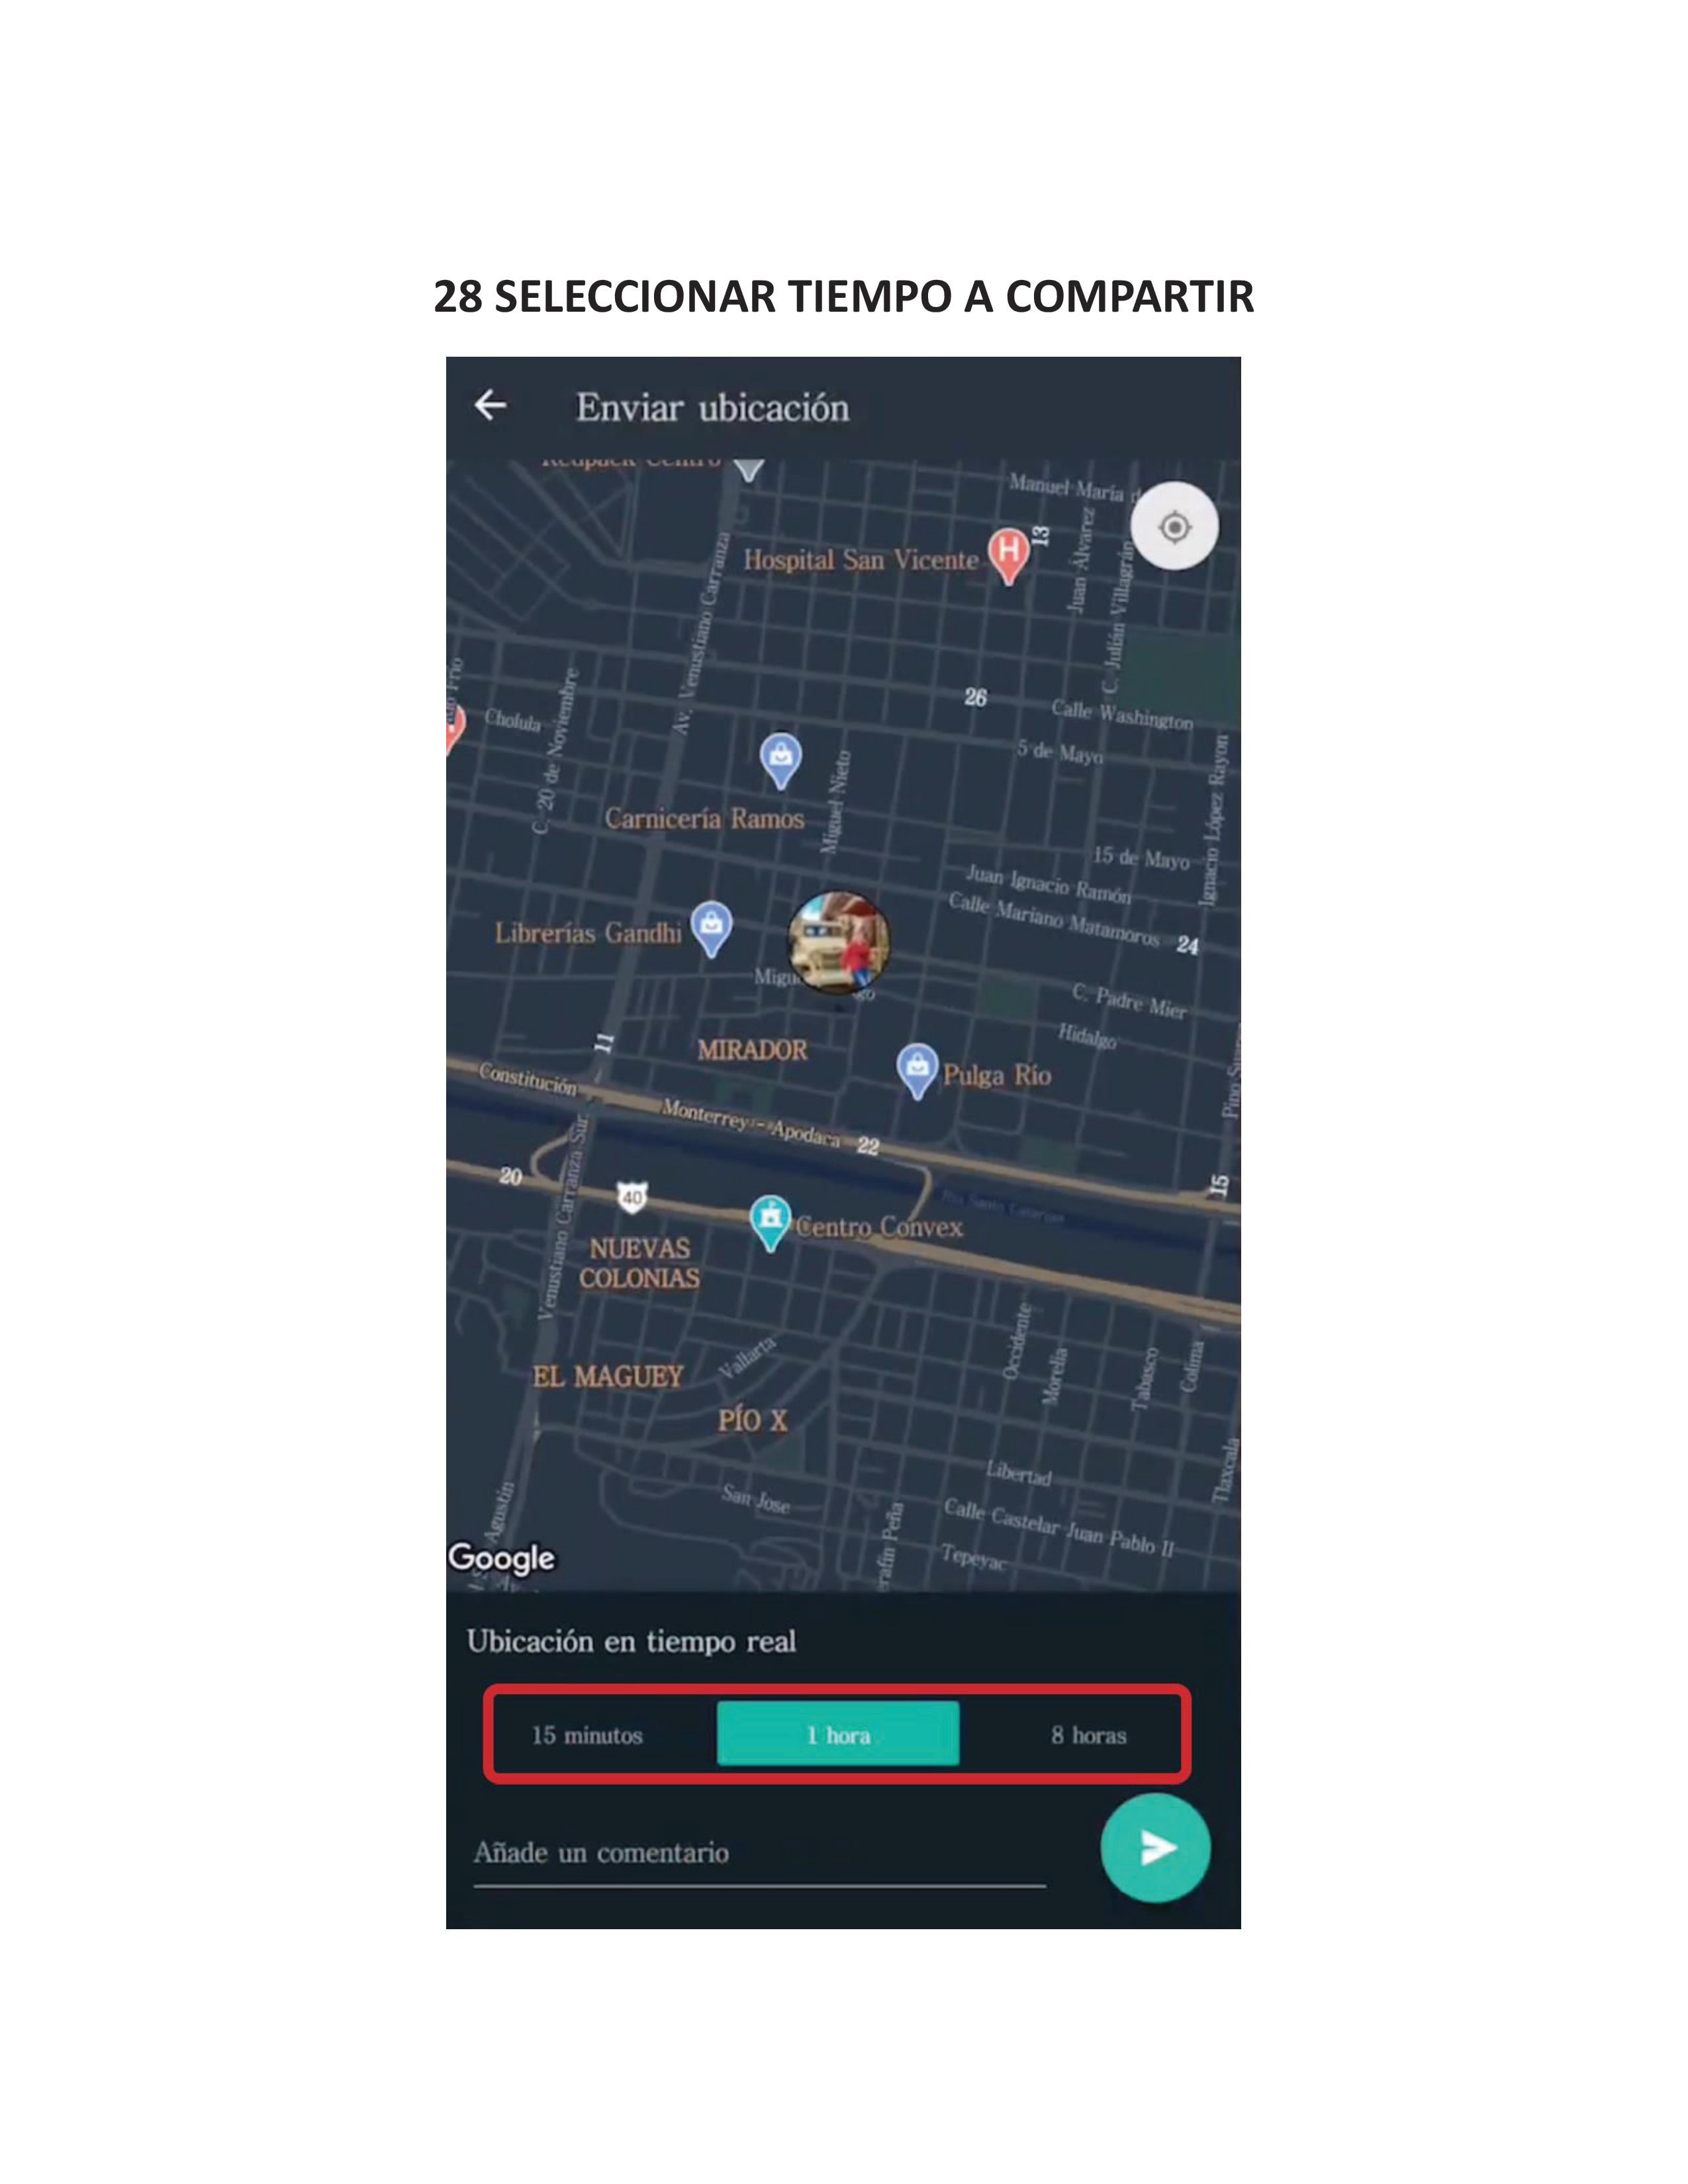 28 SELECCIONAR TIEMPO A COMPARTIR
Enviar ubicación
Manuel María
Hospital San Vicente
H
13
Juan Álvarez
C. Julián Villagrán
Av. Venustiano Carranza
26
Calle Washington
Cholula
C. 20 de Noviembre
5 de Mayo
Miguel Nieto
Ignacio López Rayon
Carnicería Ramos
15 de Mayo
Juan Ignacio Ramón
Calle Mariano Matamoros
24
Librerías Gandhi
C. Padre Mier
Hidalgo
11
MIRADOR
Pulga Río
Constitución
Monterrey - Apodaca
22
20
40
15
Venustiano Carranza Sur
Centro Convex
NUEVAS
COLONIAS
Occidente
Morelia
Tabasco
Colima
Vallarta
EL MAGUEY
PÍO X
Tlaxcala
Libertad
San Jose
Calle Castelar
Juan Pablo II
Agustín
Tepeyac
Google
Ubicación en tiempo real
15 minutos
1 hora
8 horas
Añade un comentario